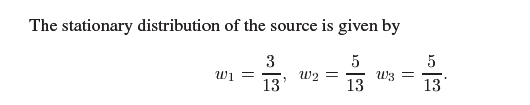 The stationary distribution of the source is given by
w₁ = 3/13, w₂ = 5/13 w₃ = 5/13.